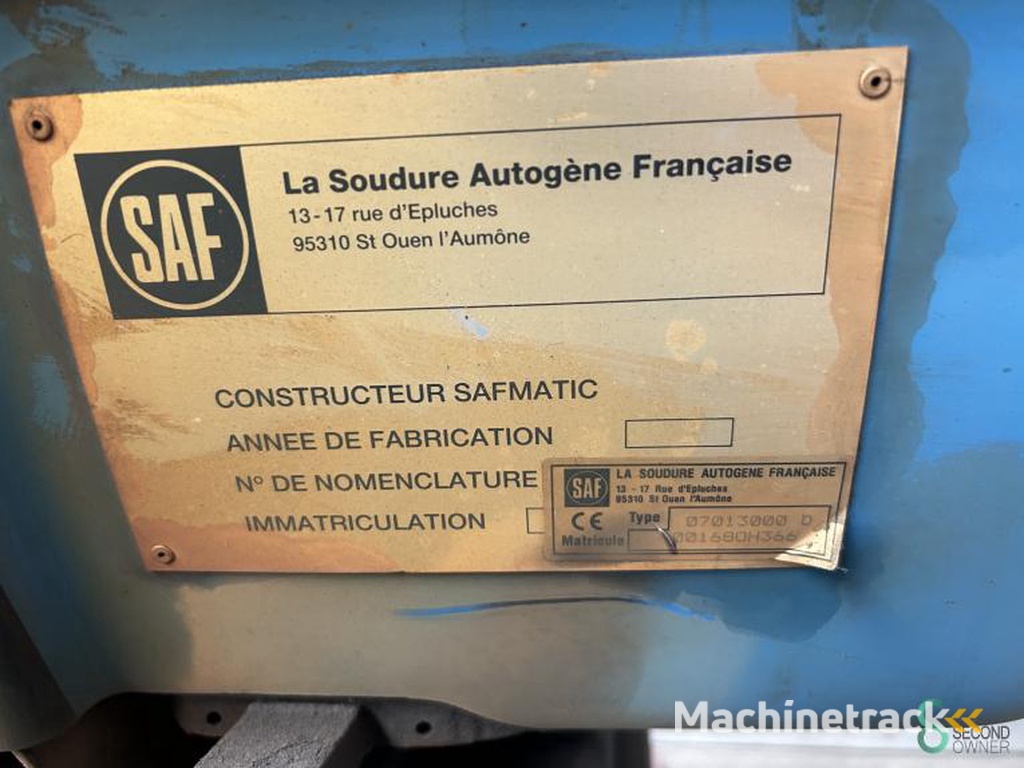 SAF
La Soudure Autogène Française
13-17 rue d'Epluches
95310 St Ouen l'Aumône
CONSTRUCTEUR SAFMATIC
ANNEE DE FABRICATION
Nº DE NOMENCLATURE
IMMATRICULATION
SAF
LA SOUDURE AUTOGENE FRANÇAISE
13 - 17 Rue d'Epluches
95310 St Ouen l'Aumône
CE Type 07013000 D
Matricule 001680H366
Machinetrack
SECOND
OWNER